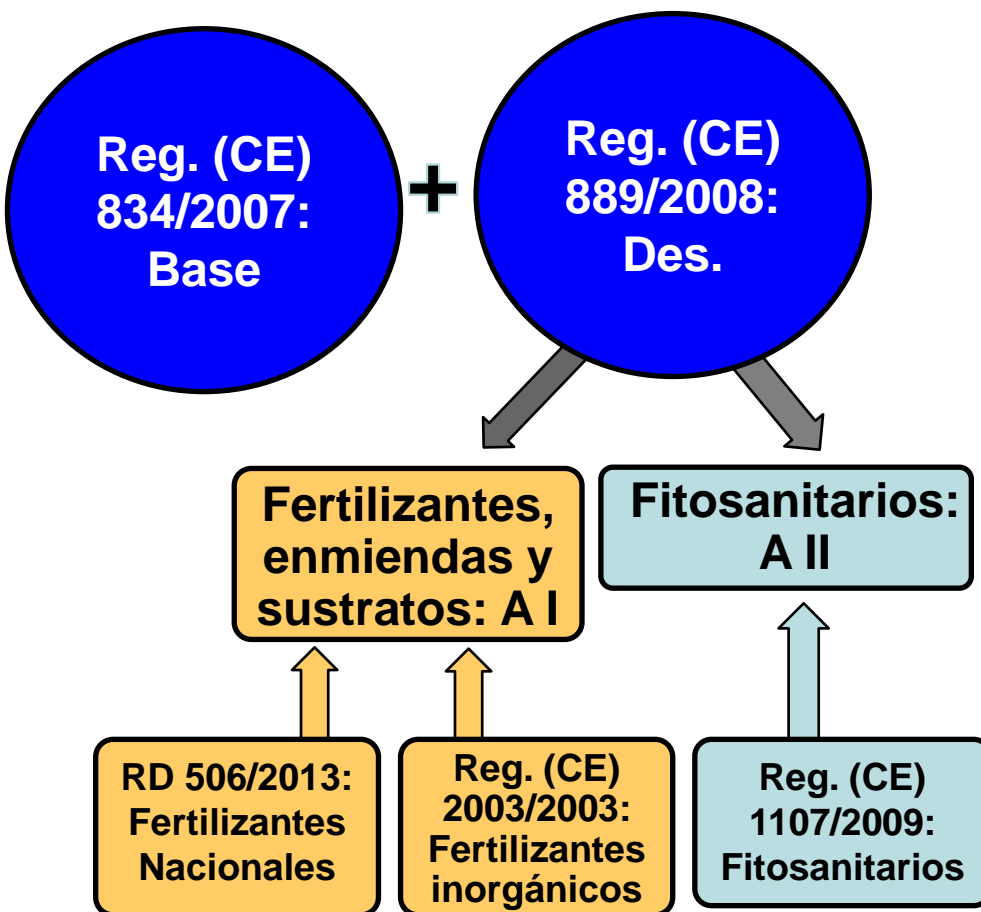 Reg. (CE)
834/2007:
Base
+
Reg. (CE)
889/2008:
Des.
Fertilizantes,
enmiendas y
sustratos: A I
Fitosanitarios:
A II
RD 506/2013:
Fertilizantes
Nacionales
Reg. (CE)
2003/2003:
Fertilizantes
inorgánicos
Reg. (CE)
1107/2009:
Fitosanitarios